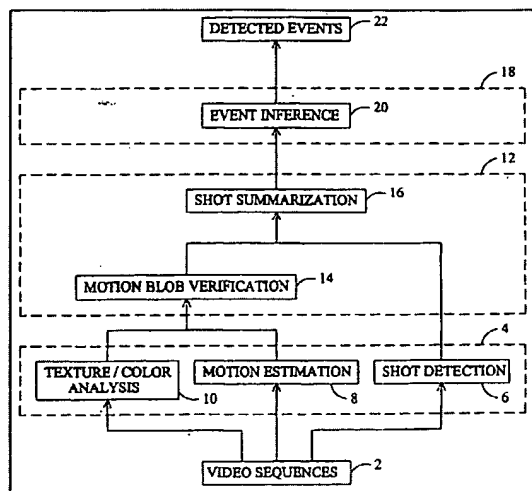 DETECTED EVENTS 22
18
EVENT INFERENCE 20
12
SHOT SUMMARIZATION 16
MOTION BLOB VERIFICATION 14
4
TEXTURE / COLOR
ANALYSIS 10
MOTION ESTIMATION 8
SHOT DETECTION 6
VIDEO SEQUENCES 2